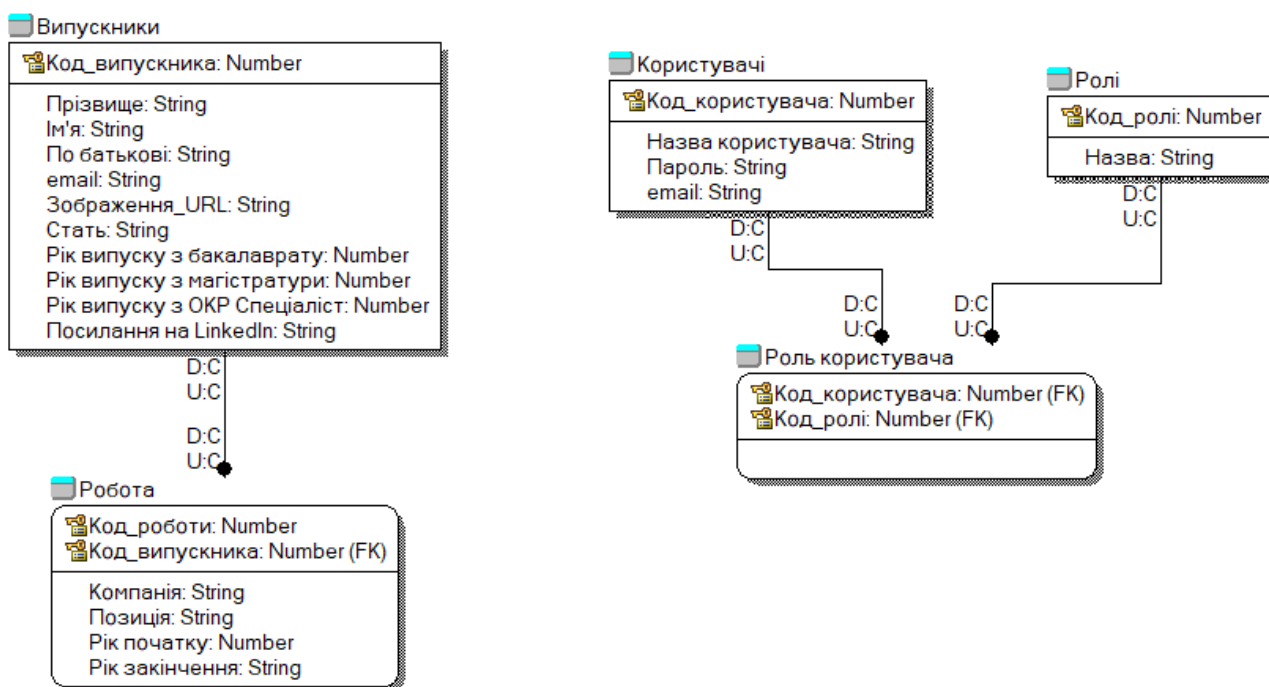 Випускники
Код_випускника: Number
Прізвище: String
Ім'я: String
По батькові: String
email: String
Зображення_URL: String
Стать: String
Рік випуску з бакалаврату: Number
Рік випуску з магістратури: Number
Рік випуску з ОКР Спеціаліст: Number
Посилання на LinkedIn: String
D:C
U:C
D:C
U:C
Робота
Код_роботи: Number
Код_випускника: Number (FK)
Компанія: String
Позиція: String
Рік початку: Number
Рік закінчення: String
Користувачі
Код_користувача: Number
Назва користувача: String
Пароль: String
email: String
D:C
U:C
D:C
U:C
Ролі
Код_ролі: Number
Назва: String
D:C
U:C
D:C
U:C
Роль користувача
Код_користувача: Number (FK)
Код_ролі: Number (FK)